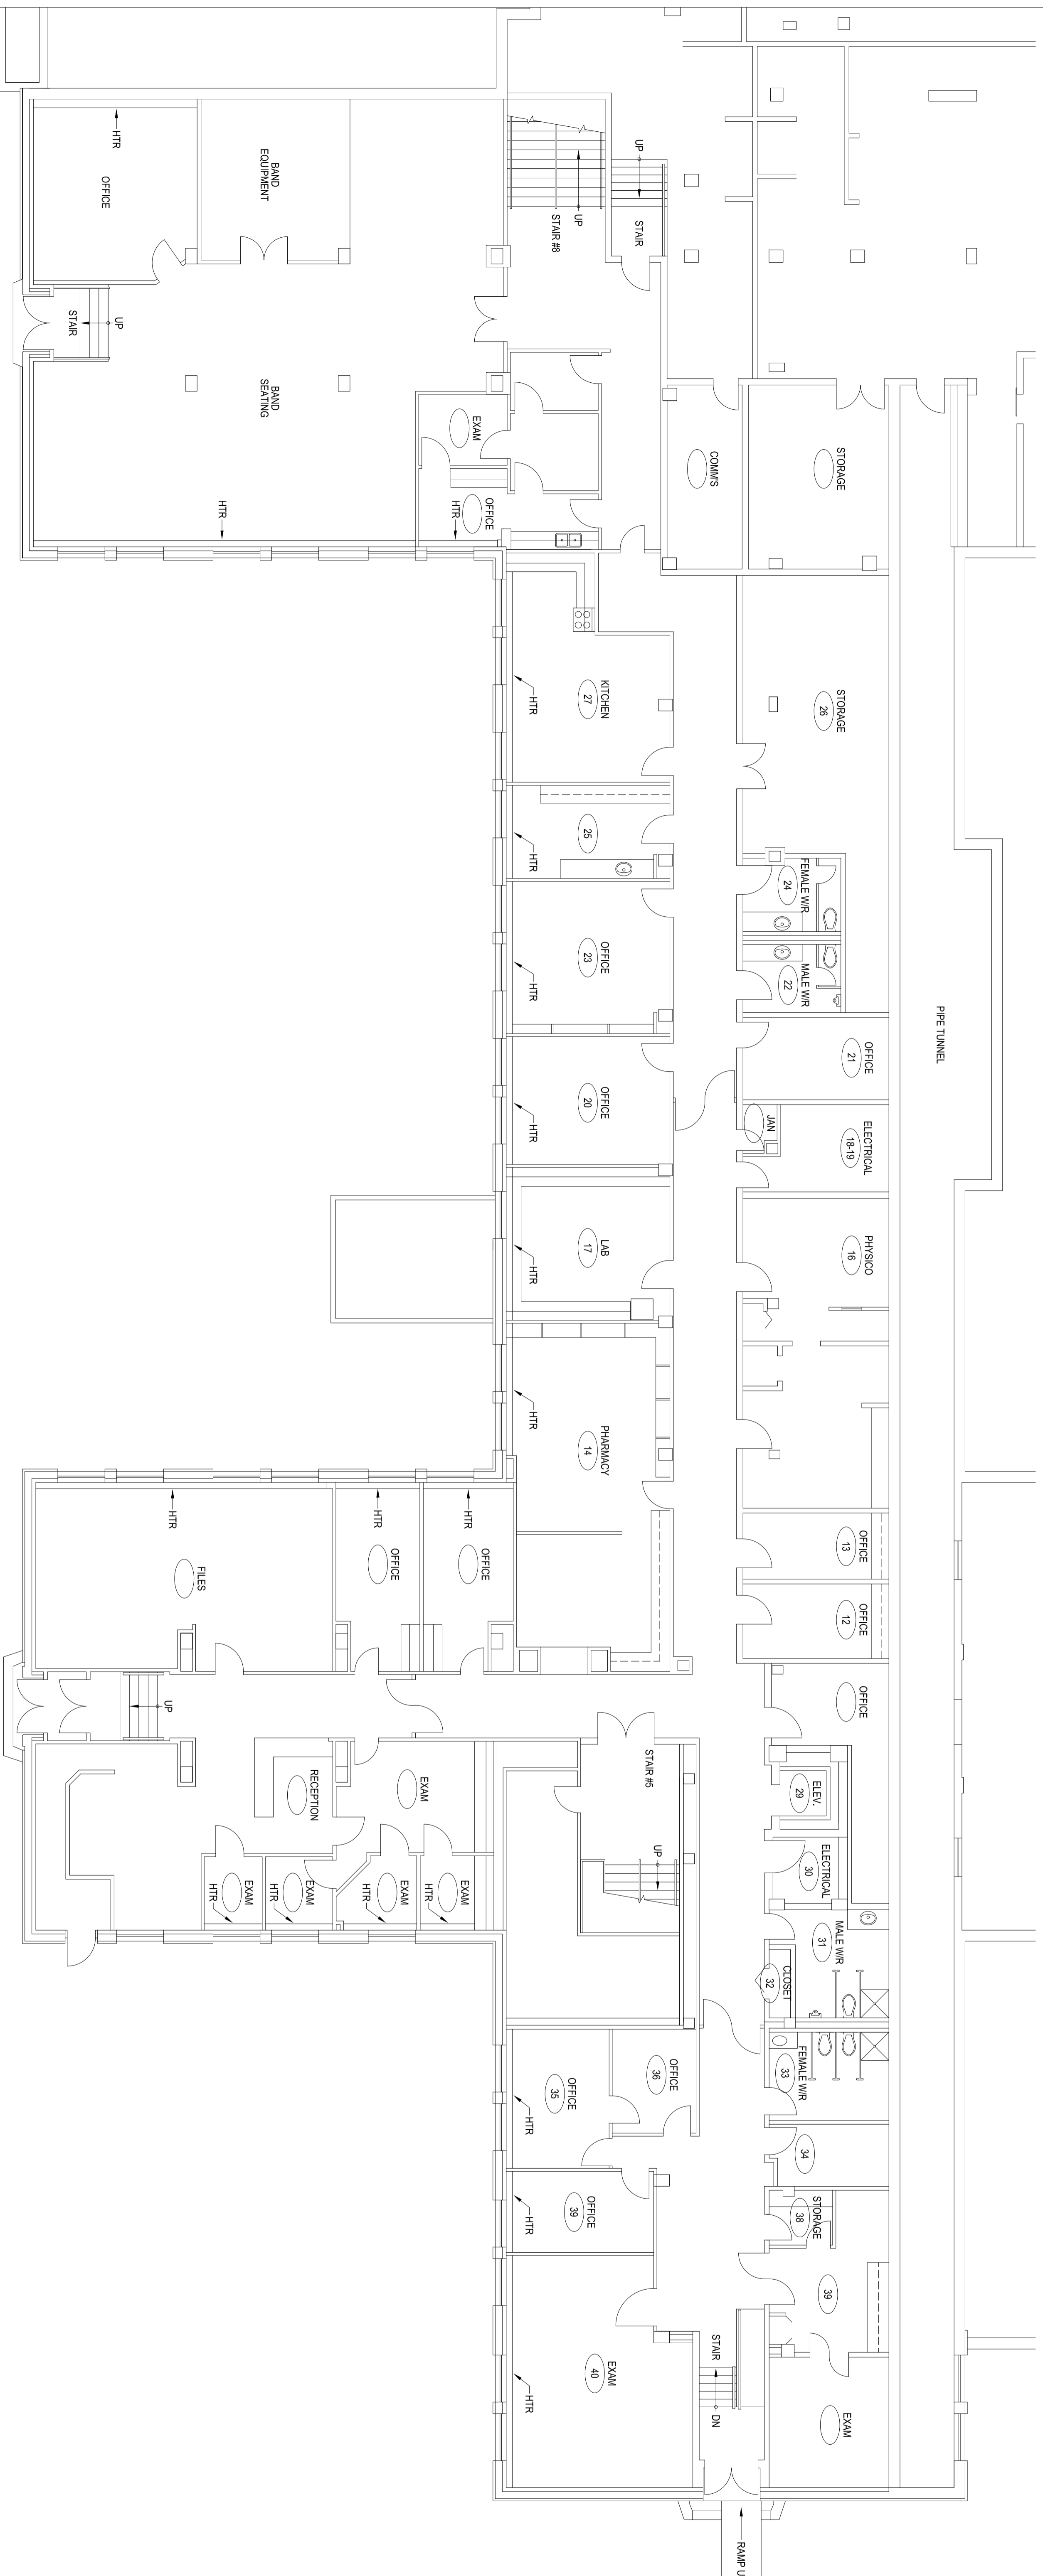 PIPE TUNNEL
STORAGE
COMM'S
STORAGE
26
FEMALE W/R
24
MALE W/R
22
OFFICE
21
JAN
ELECTRICAL
18-19
PHYSICO
16
OFFICE
13
OFFICE
12
OFFICE
ELEV.
29
ELECTRICAL
30
MALE W/R
31
CLOSET
32
FEMALE W/R
33
34
STORAGE
38
39
EXAM
RAMP U
DN
STAIR
UP
STAIR
UP
STAIR #8
KITCHEN
27
HTR
25
HTR
OFFICE
23
HTR
OFFICE
20
HTR
LAB
17
HTR
PHARMACY
14
HTR
STAIR #5
UP
OFFICE
36
OFFICE
35
HTR
OFFICE
39
HTR
EXAM
40
HTR
EXAM
OFFICE
HTR
OFFICE
HTR
OFFICE
HTR
EXAM
EXAM
HTR
EXAM
HTR
RECEPTION
EXAM
HTR
EXAM
HTR
BAND
EQUIPMENT
BAND
SEATING
HTR
OFFICE
HTR
UP
STAIR
FILES
HTR
UP